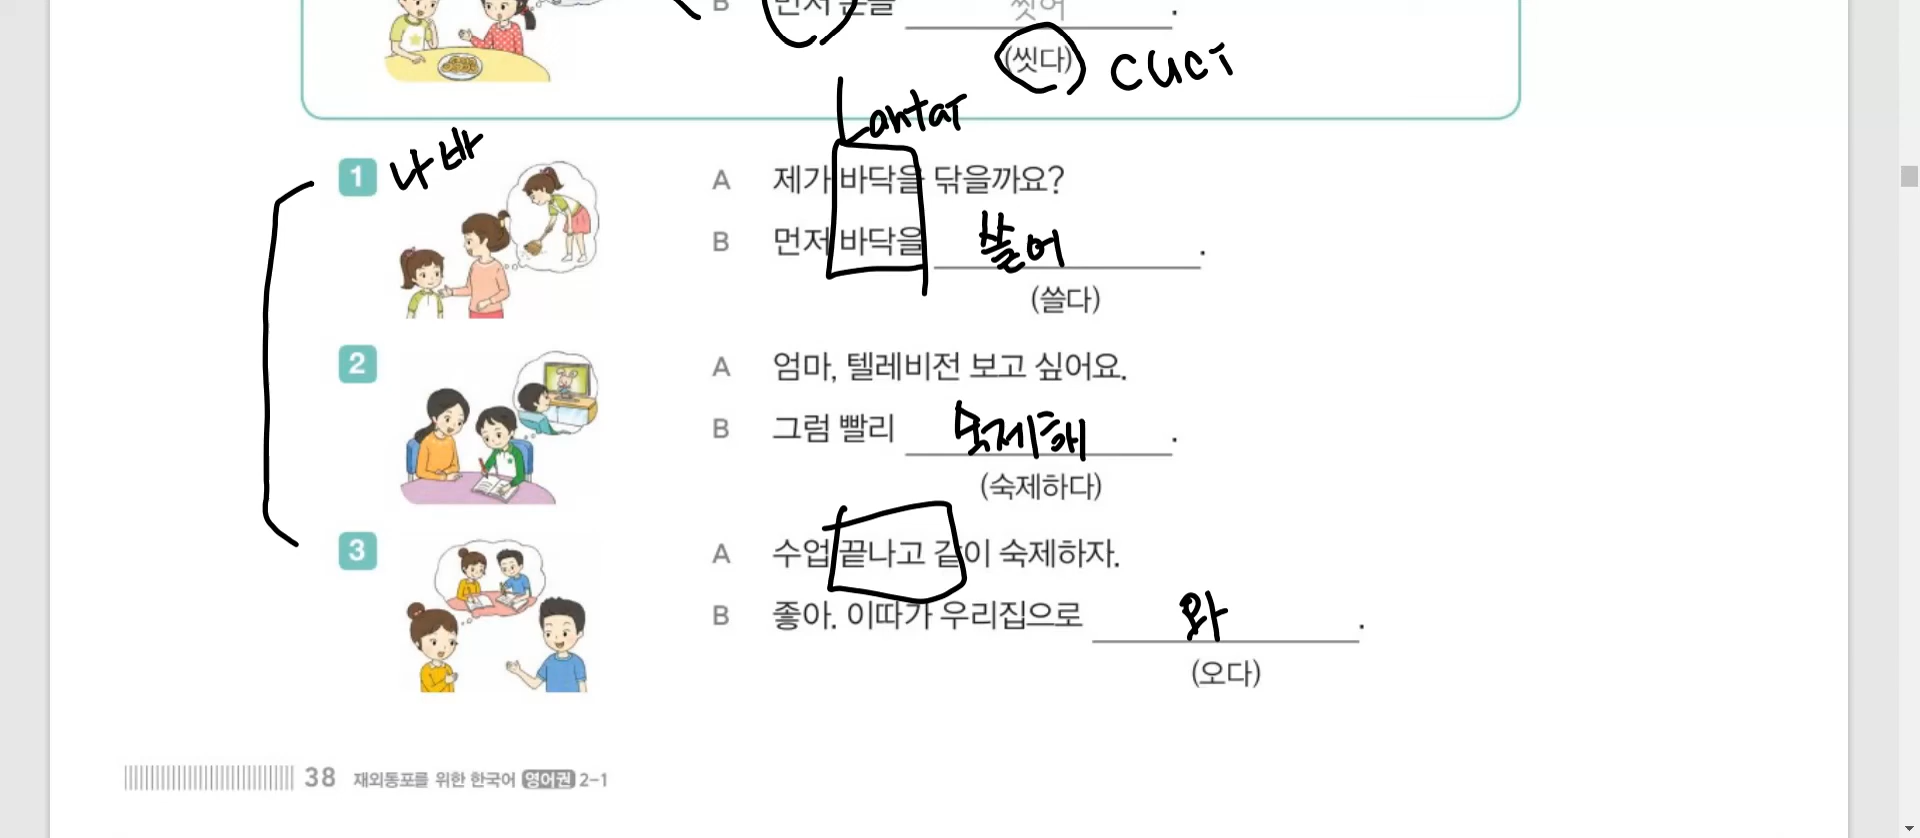 B 먼저 손을 씻어.
(씻다) cuci
Lantai
1 나 바
A 제가 바닥을 닦을까요?
B 먼저 바닥을 쓸어.
(쓸다)
2
A 엄마, 텔레비전 보고 싶어요.
B 그럼 빨리 숙제해.
(숙제하다)
3
A 수업 끝나고 같이 숙제하자.
B 좋아. 이따가 우리집으로 와.
(오다)
38 재외동포를 위한 한국어 영어권 2-1